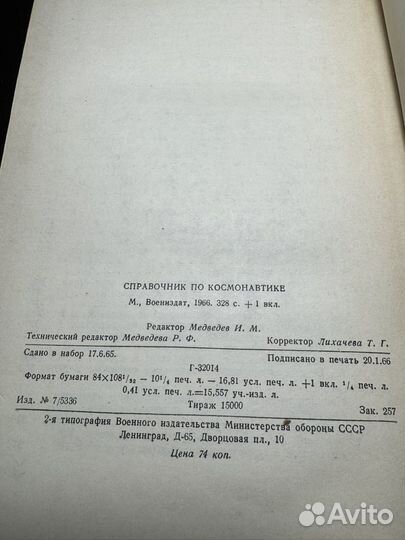 СПРАВОЧНИК ПО КОСМОНАВТИКЕ
М., Воениздат, 1966. 328 с. + 1 вкл.
Редактор Медведев И. М.
Технический редактор Медведева Р. Ф. Корректор Лихачева Т. Г.
Сдано в набор 17.6.65. Подписано в печать 20.1.66
Г-32014
Формат бумаги 84×108¹/₃₂ — 10¹/₄ печ. л. — 16,81 усл. печ. л. +1 вкл. ¹/₄ печ. л.
0,41 усл. печ. л.=15,557 уч.-изд. л.
Изд. № 7/5336 Тираж 15000 Зак. 257
2-я типография Военного издательства Министерства обороны СССР
Ленинград, Д-65, Дворцовая пл., 10
Цена 74 коп.
Avito